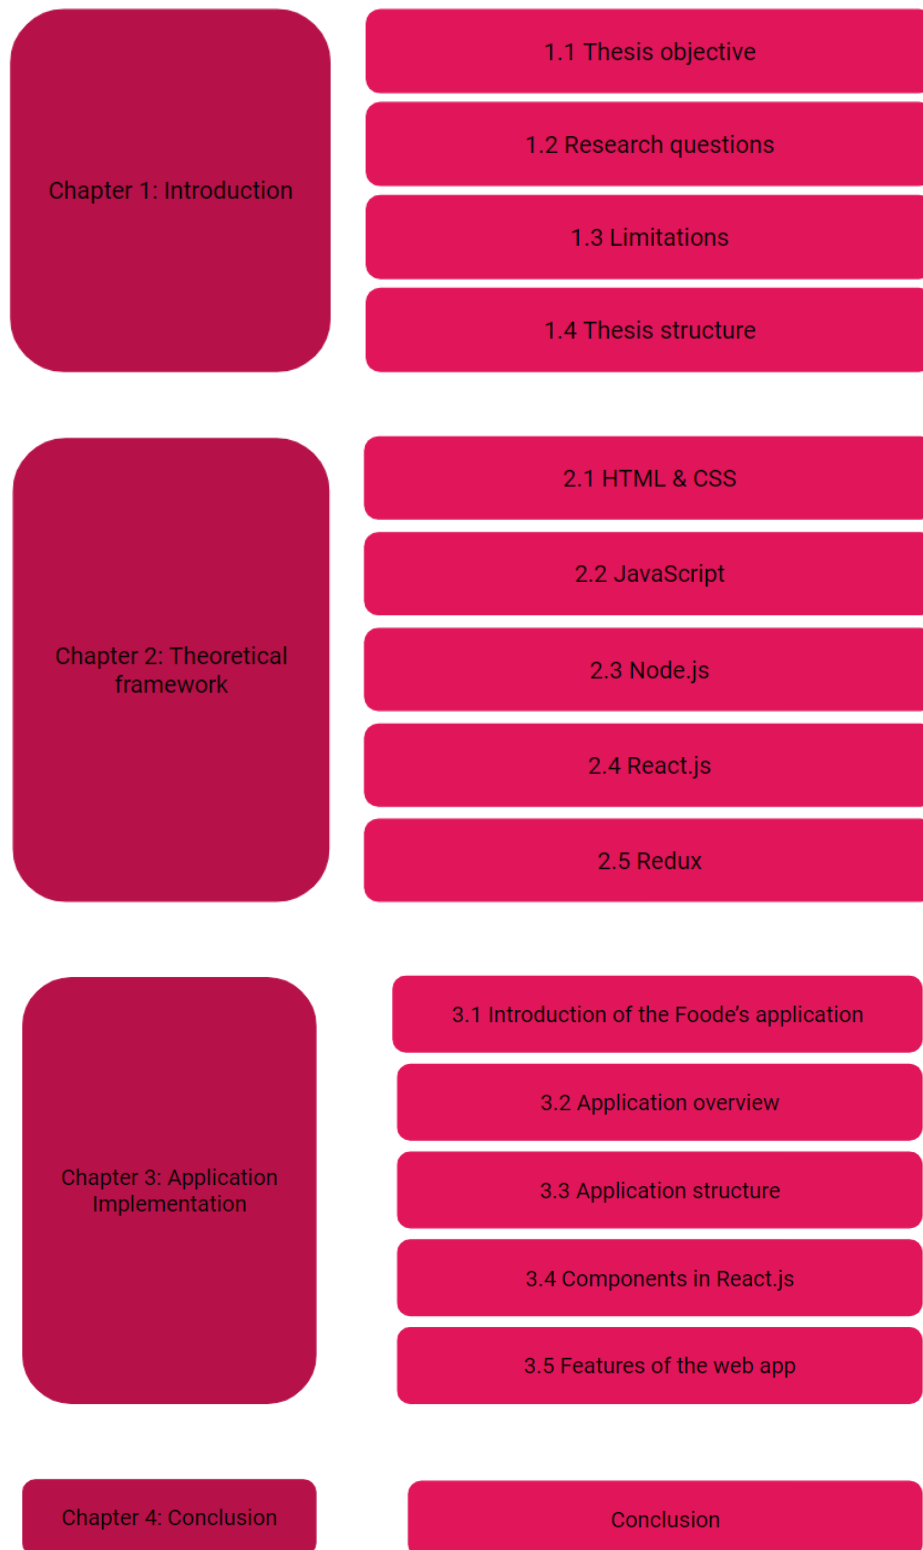 Chapter 1: Introduction
1.1 Thesis objective
1.2 Research questions
1.3 Limitations
1.4 Thesis structure
Chapter 2: Theoretical
framework
2.1 HTML & CSS
2.2 JavaScript
2.3 Node.js
2.4 React.js
2.5 Redux
Chapter 3: Application
Implementation
3.1 Introduction of the Foode’s application
3.2 Application overview
3.3 Application structure
3.4 Components in React.js
3.5 Features of the web app
Chapter 4: Conclusion
Conclusion